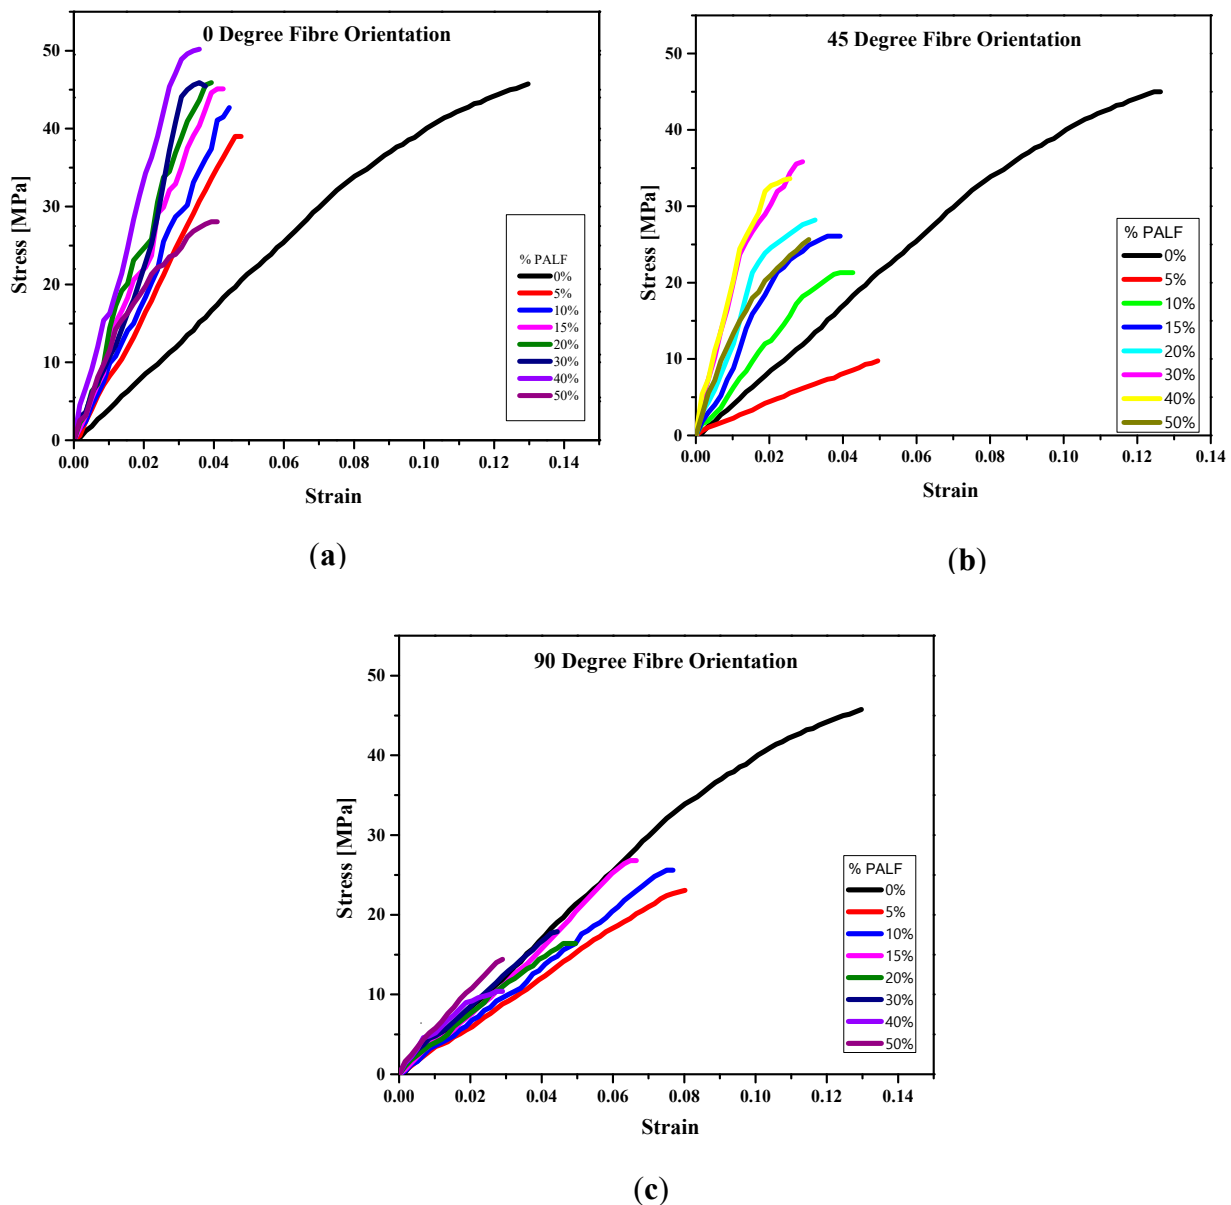 0 Degree Fibre Orientation
Stress [MPa]
50
40
30
20
10
0
0.00 0.02 0.04 0.06 0.08 0.10 0.12 0.14
Strain
% PALF
0%
5%
10%
15%
20%
30%
40%
50%
(a)
45 Degree Fibre Orientation
Stress [MPa]
50
40
30
20
10
0
0.00 0.02 0.04 0.06 0.08 0.10 0.12 0.14
Strain
% PALF
0%
5%
10%
15%
20%
30%
40%
50%
(b)
90 Degree Fibre Orientation
Stress [MPa]
50
40
30
20
10
0
0.00 0.02 0.04 0.06 0.08 0.10 0.12 0.14
Strain
% PALF
0%
5%
10%
15%
20%
30%
40%
50%
(c)